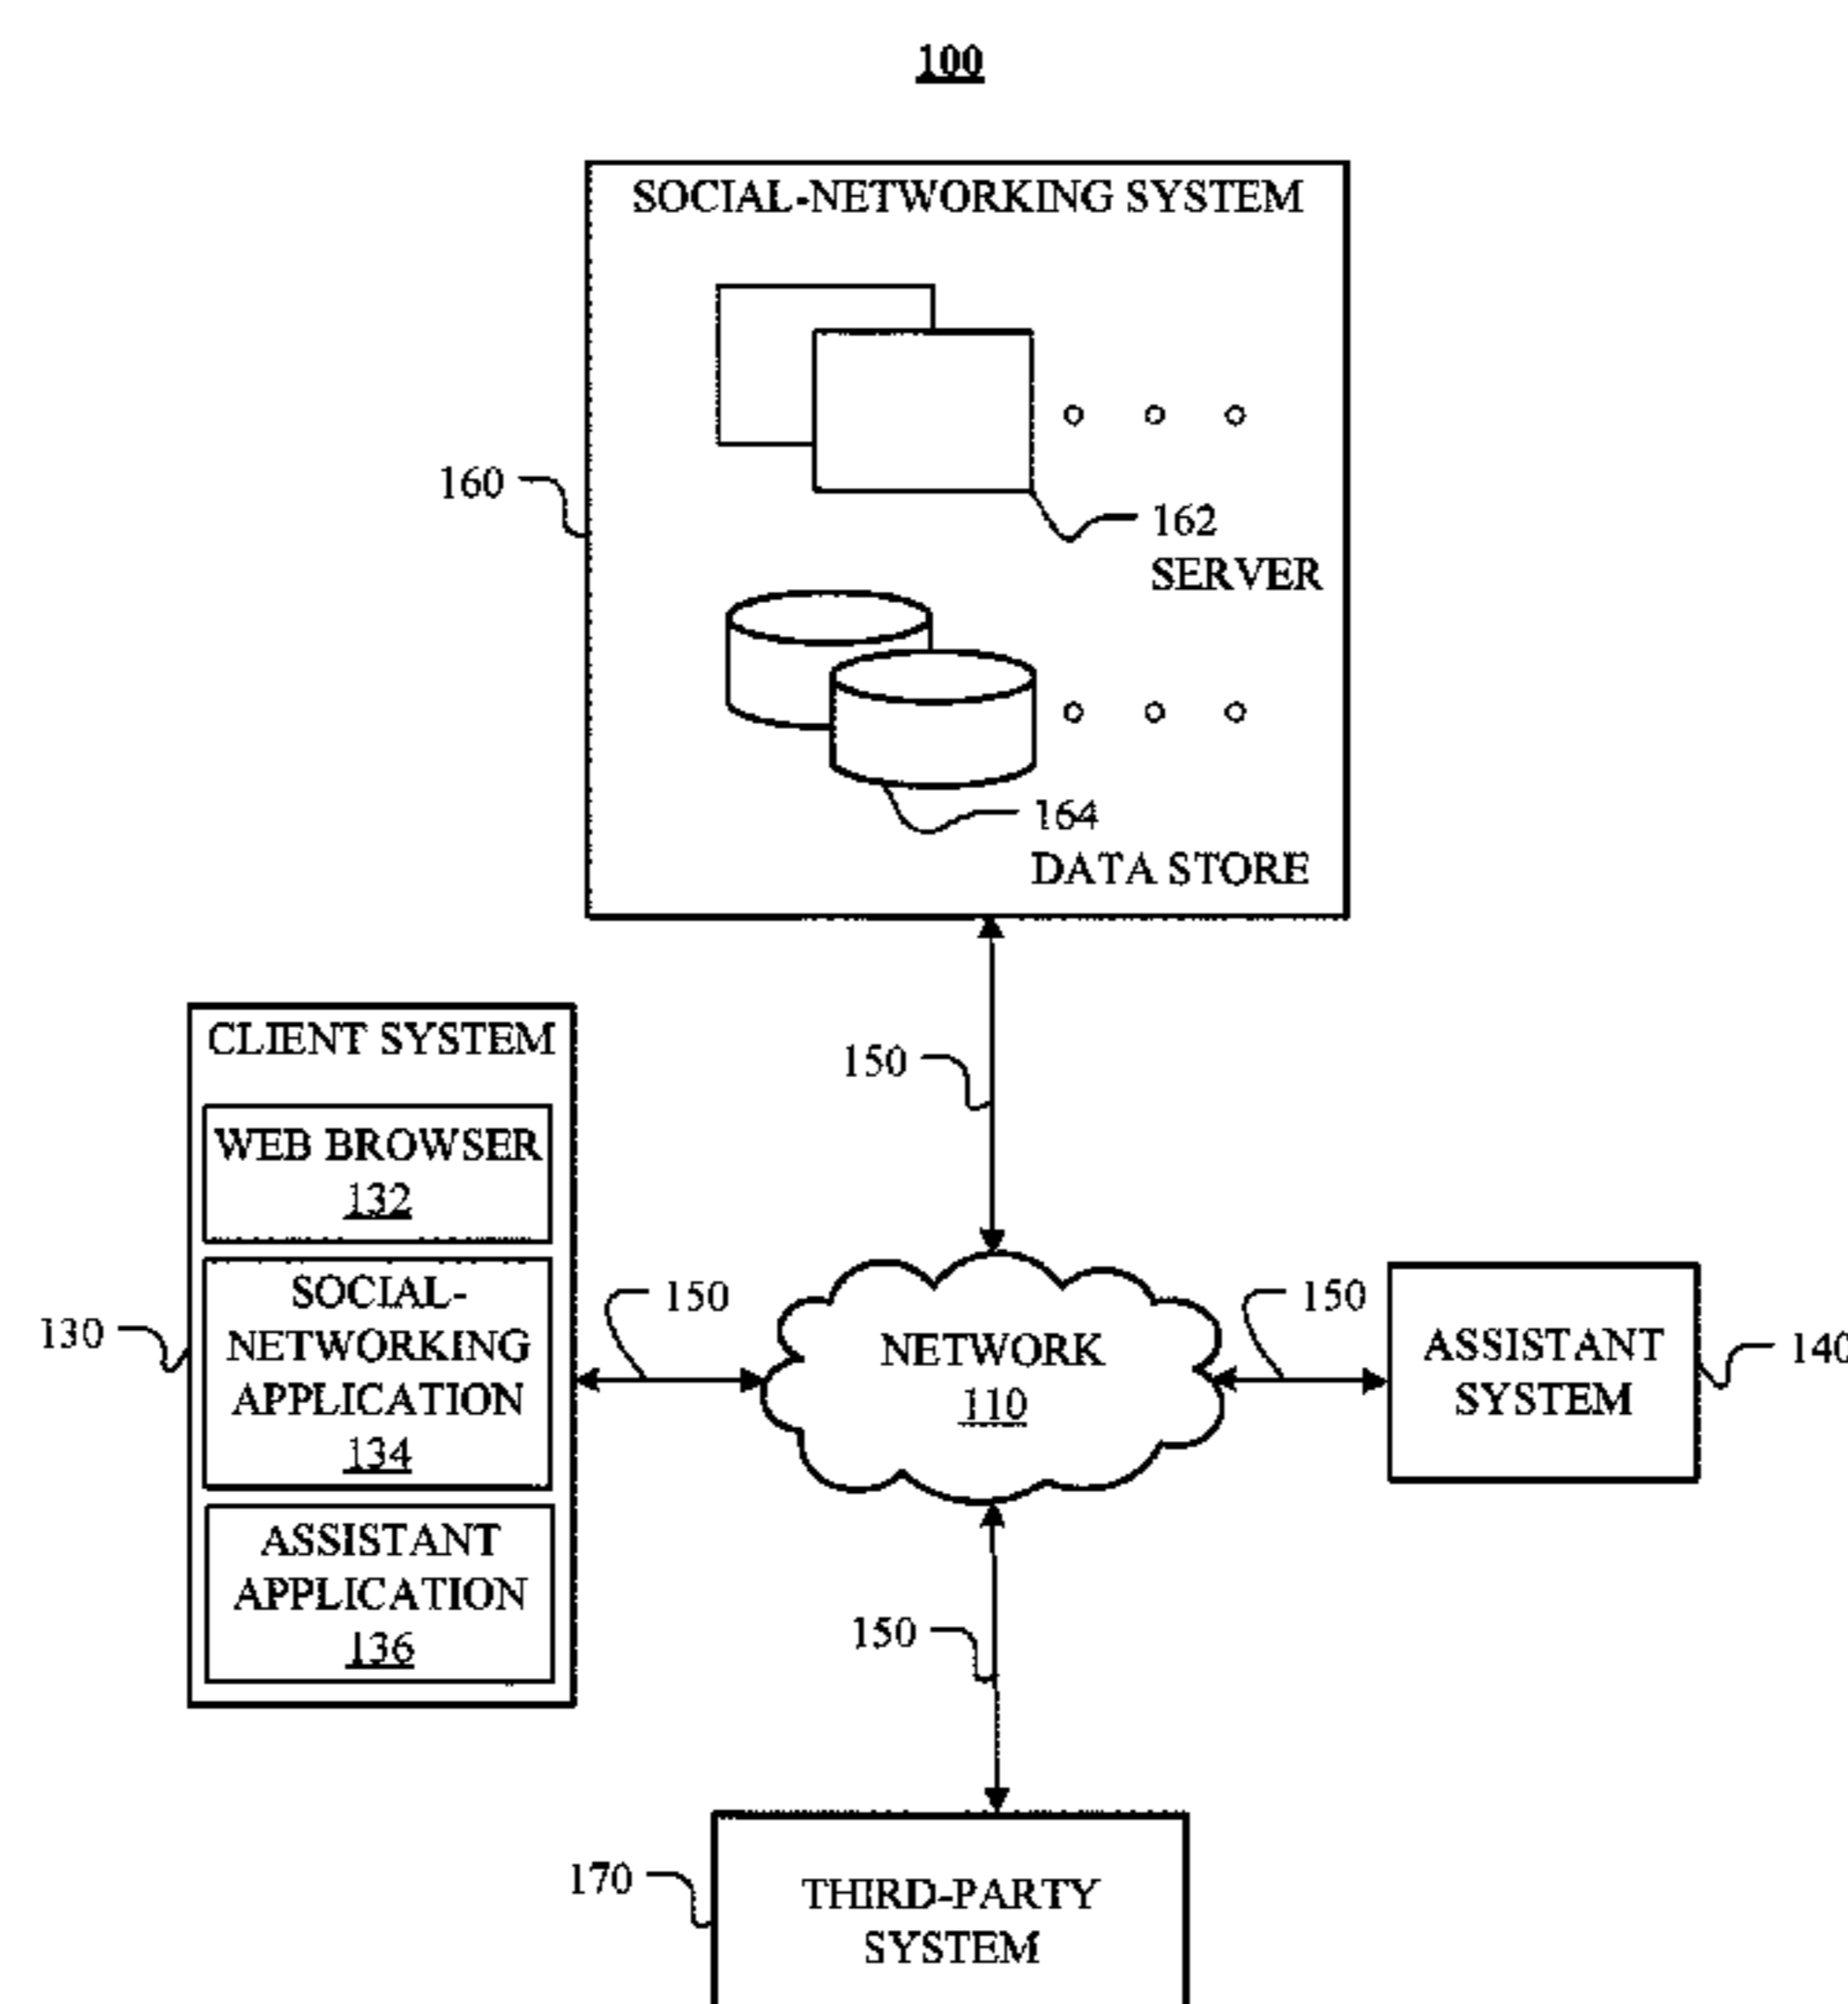 100
SOCIAL-NETWORKING SYSTEM
160
162
SERVER
164
DATA STORE
CLIENT SYSTEM
WEB BROWSER
132
SOCIAL-
NETWORKING
APPLICATION
134
ASSISTANT
APPLICATION
136
130
150
150
NETWORK
110
150
ASSISTANT
SYSTEM
140
150
170
THIRD-PARTY
SYSTEM